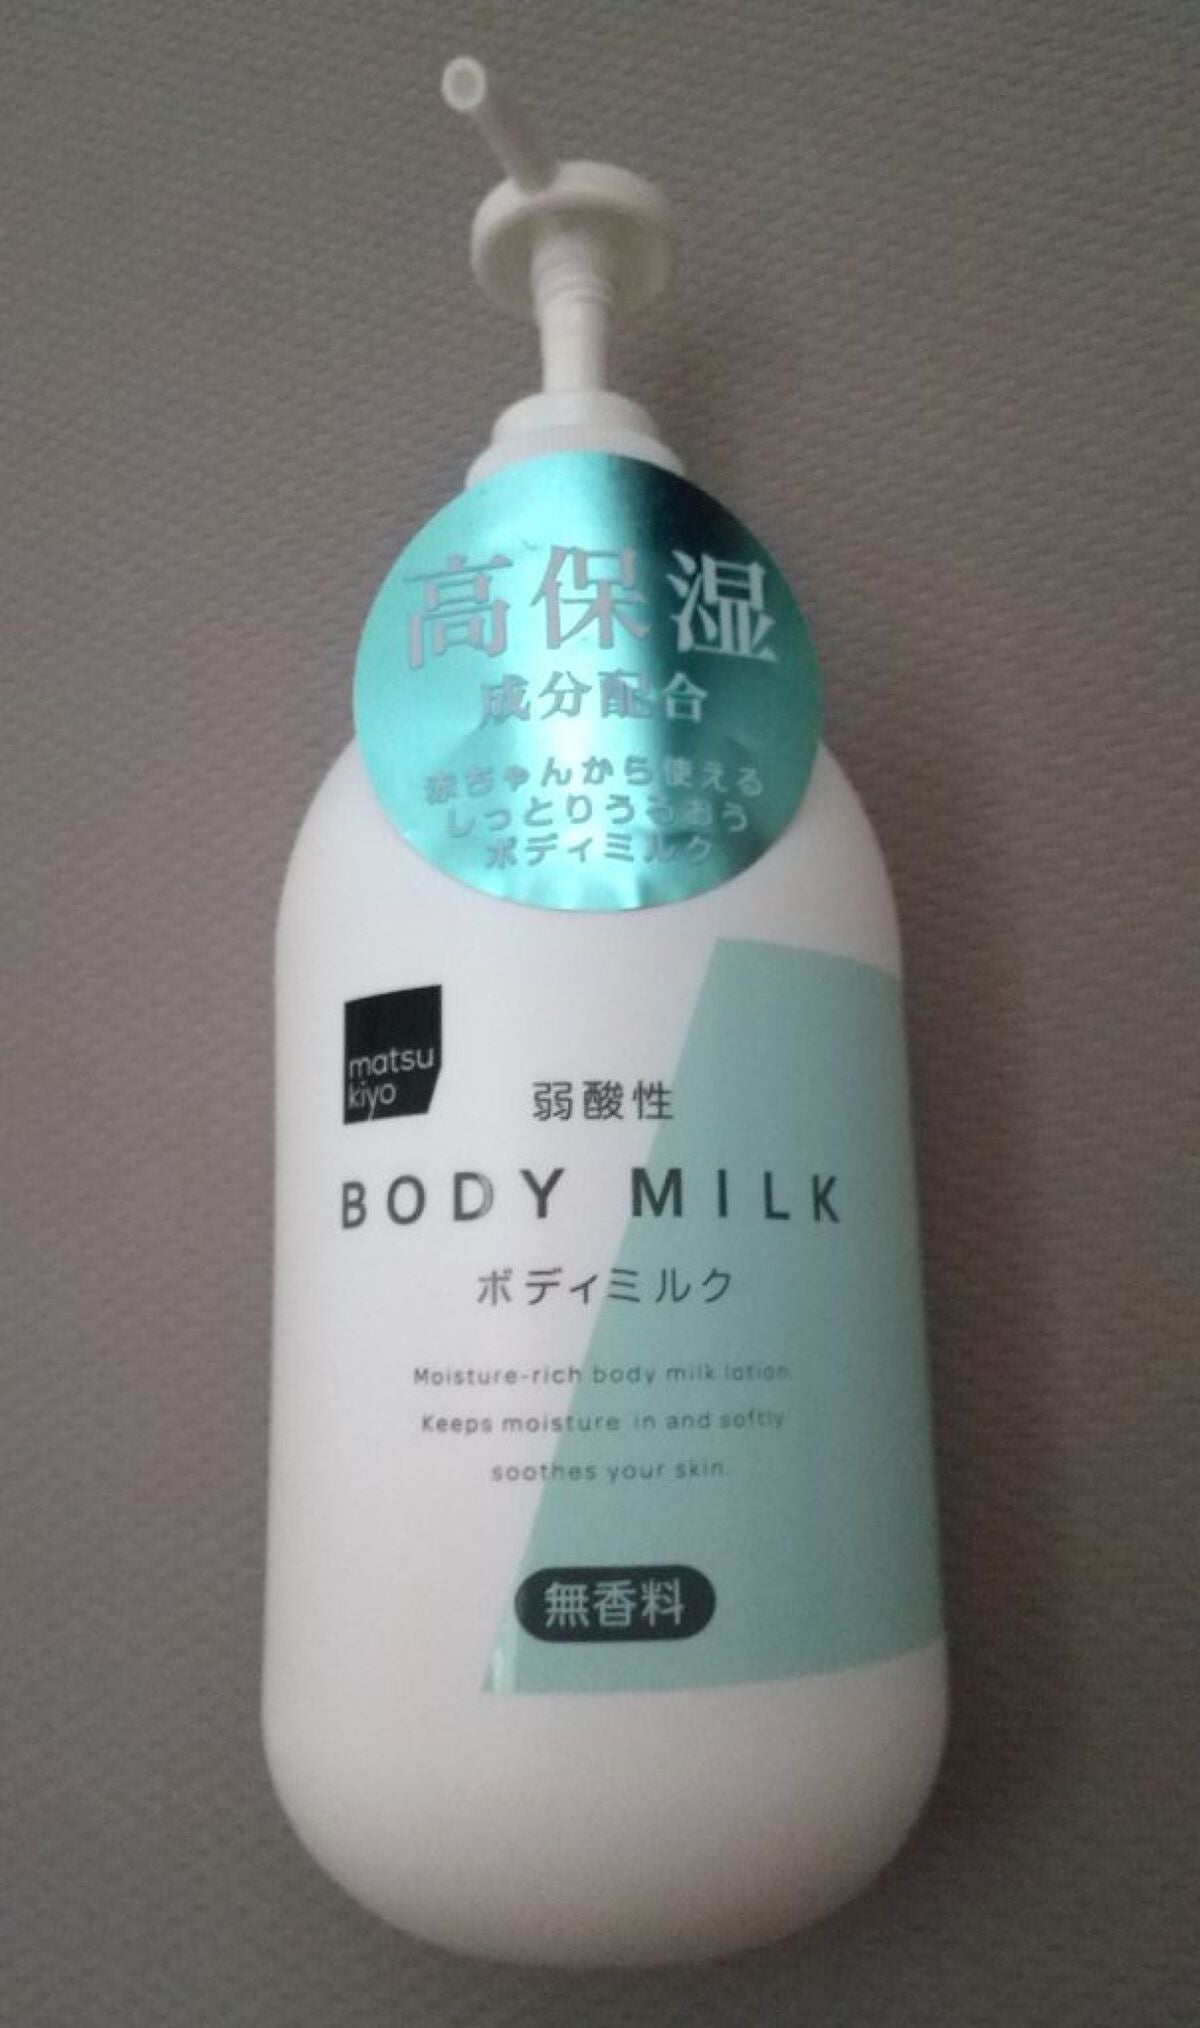 高保湿
成分配合
赤ちゃんから使える
しっとりうるおう
ボディミルク
matsu
kiyo
弱酸性
BODY MILK
ボディミルク
Moisture-rich body milk lotion.
Keeps moisture in and softly
soothes your skin.
無香料